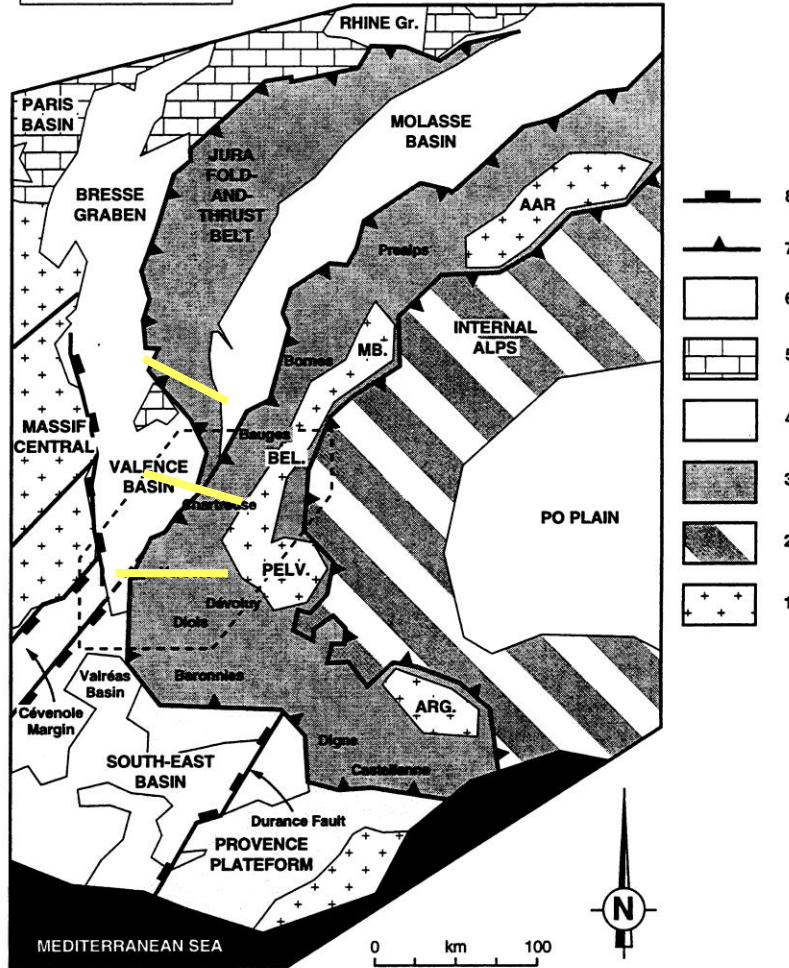 RHINE Gr.
PARIS
BASIN
MOLASSE
BASIN
JURA
FOLD-
AND-
THRUST
BELT
BRESSE
GRABEN
AAR
Prealps
INTERNAL
ALPS
MB.
Bornes
MASSIF
CENTRAL
Bauges
BEL.
VALENCE
BASIN
Chartreuse
PO PLAIN
PELV.
Dévoluy
Diois
Baronnies
Valréas
Basin
Cévenole
Margin
ARG.
Digne
Castellanne
SOUTH-EAST
BASIN
Durance Fault
PROVENCE
PLATEFORM
MEDITERRANEAN SEA
0 km 100
N
8
7
6
5
4
3
2
1